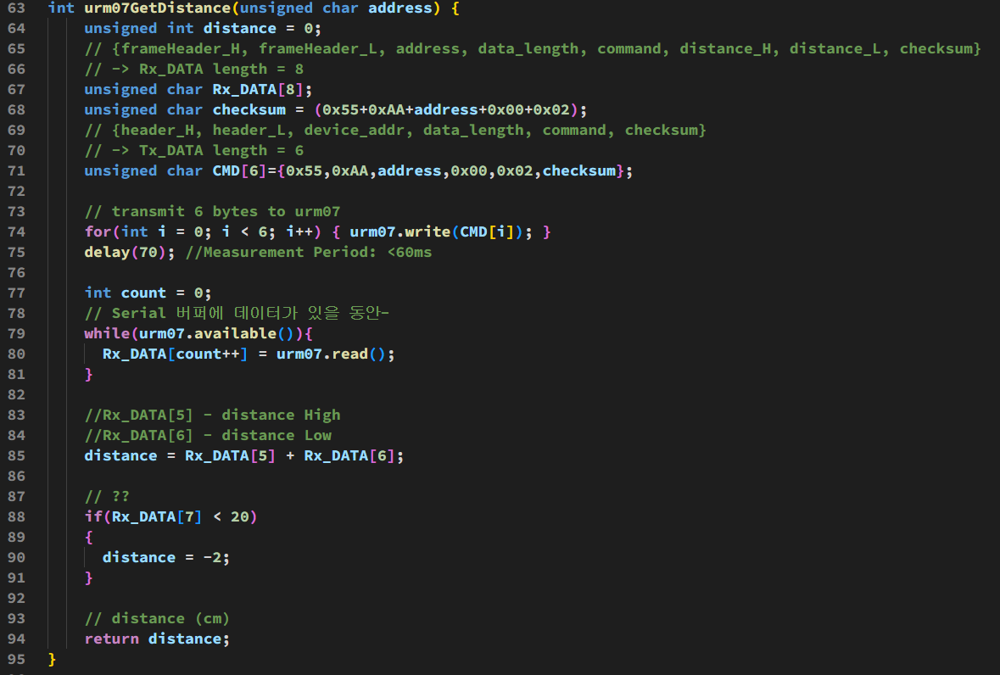 63 int urm07GetDistance(unsigned char address) {
64 unsigned int distance = 0;
65 // {frameHeader_H, frameHeader_L, address, data_length, command, distance_H, distance_L, checksum}
66 // -> Rx_DATA length = 8
67 unsigned char Rx_DATA[8];
68 unsigned char checksum = (0x55+0xAA+address+0x00+0x02);
69 // {header_H, header_L, device_addr, data_length, command, checksum}
70 // -> Tx_DATA length = 6
71 unsigned char CMD[6]={0x55,0xAA,address,0x00,0x02,checksum};
72
73 // transmit 6 bytes to urm07
74 for(int i = 0; i < 6; i++) { urm07.write(CMD[i]); }
75 delay(70); //Measurement Period: <60ms
76
77 int count = 0;
78 // Serial 버퍼에 데이터가 있을 동안-
79 while(urm07.available()){
80 Rx_DATA[count++] = urm07.read();
81 }
82
83 //Rx_DATA[5] - distance High
84 //Rx_DATA[6] - distance Low
85 distance = Rx_DATA[5] + Rx_DATA[6];
86
87 // ??
88 if(Rx_DATA[7] < 20)
89 {
90 distance = -2;
91 }
92
93 // distance (cm)
94 return distance;
95 }